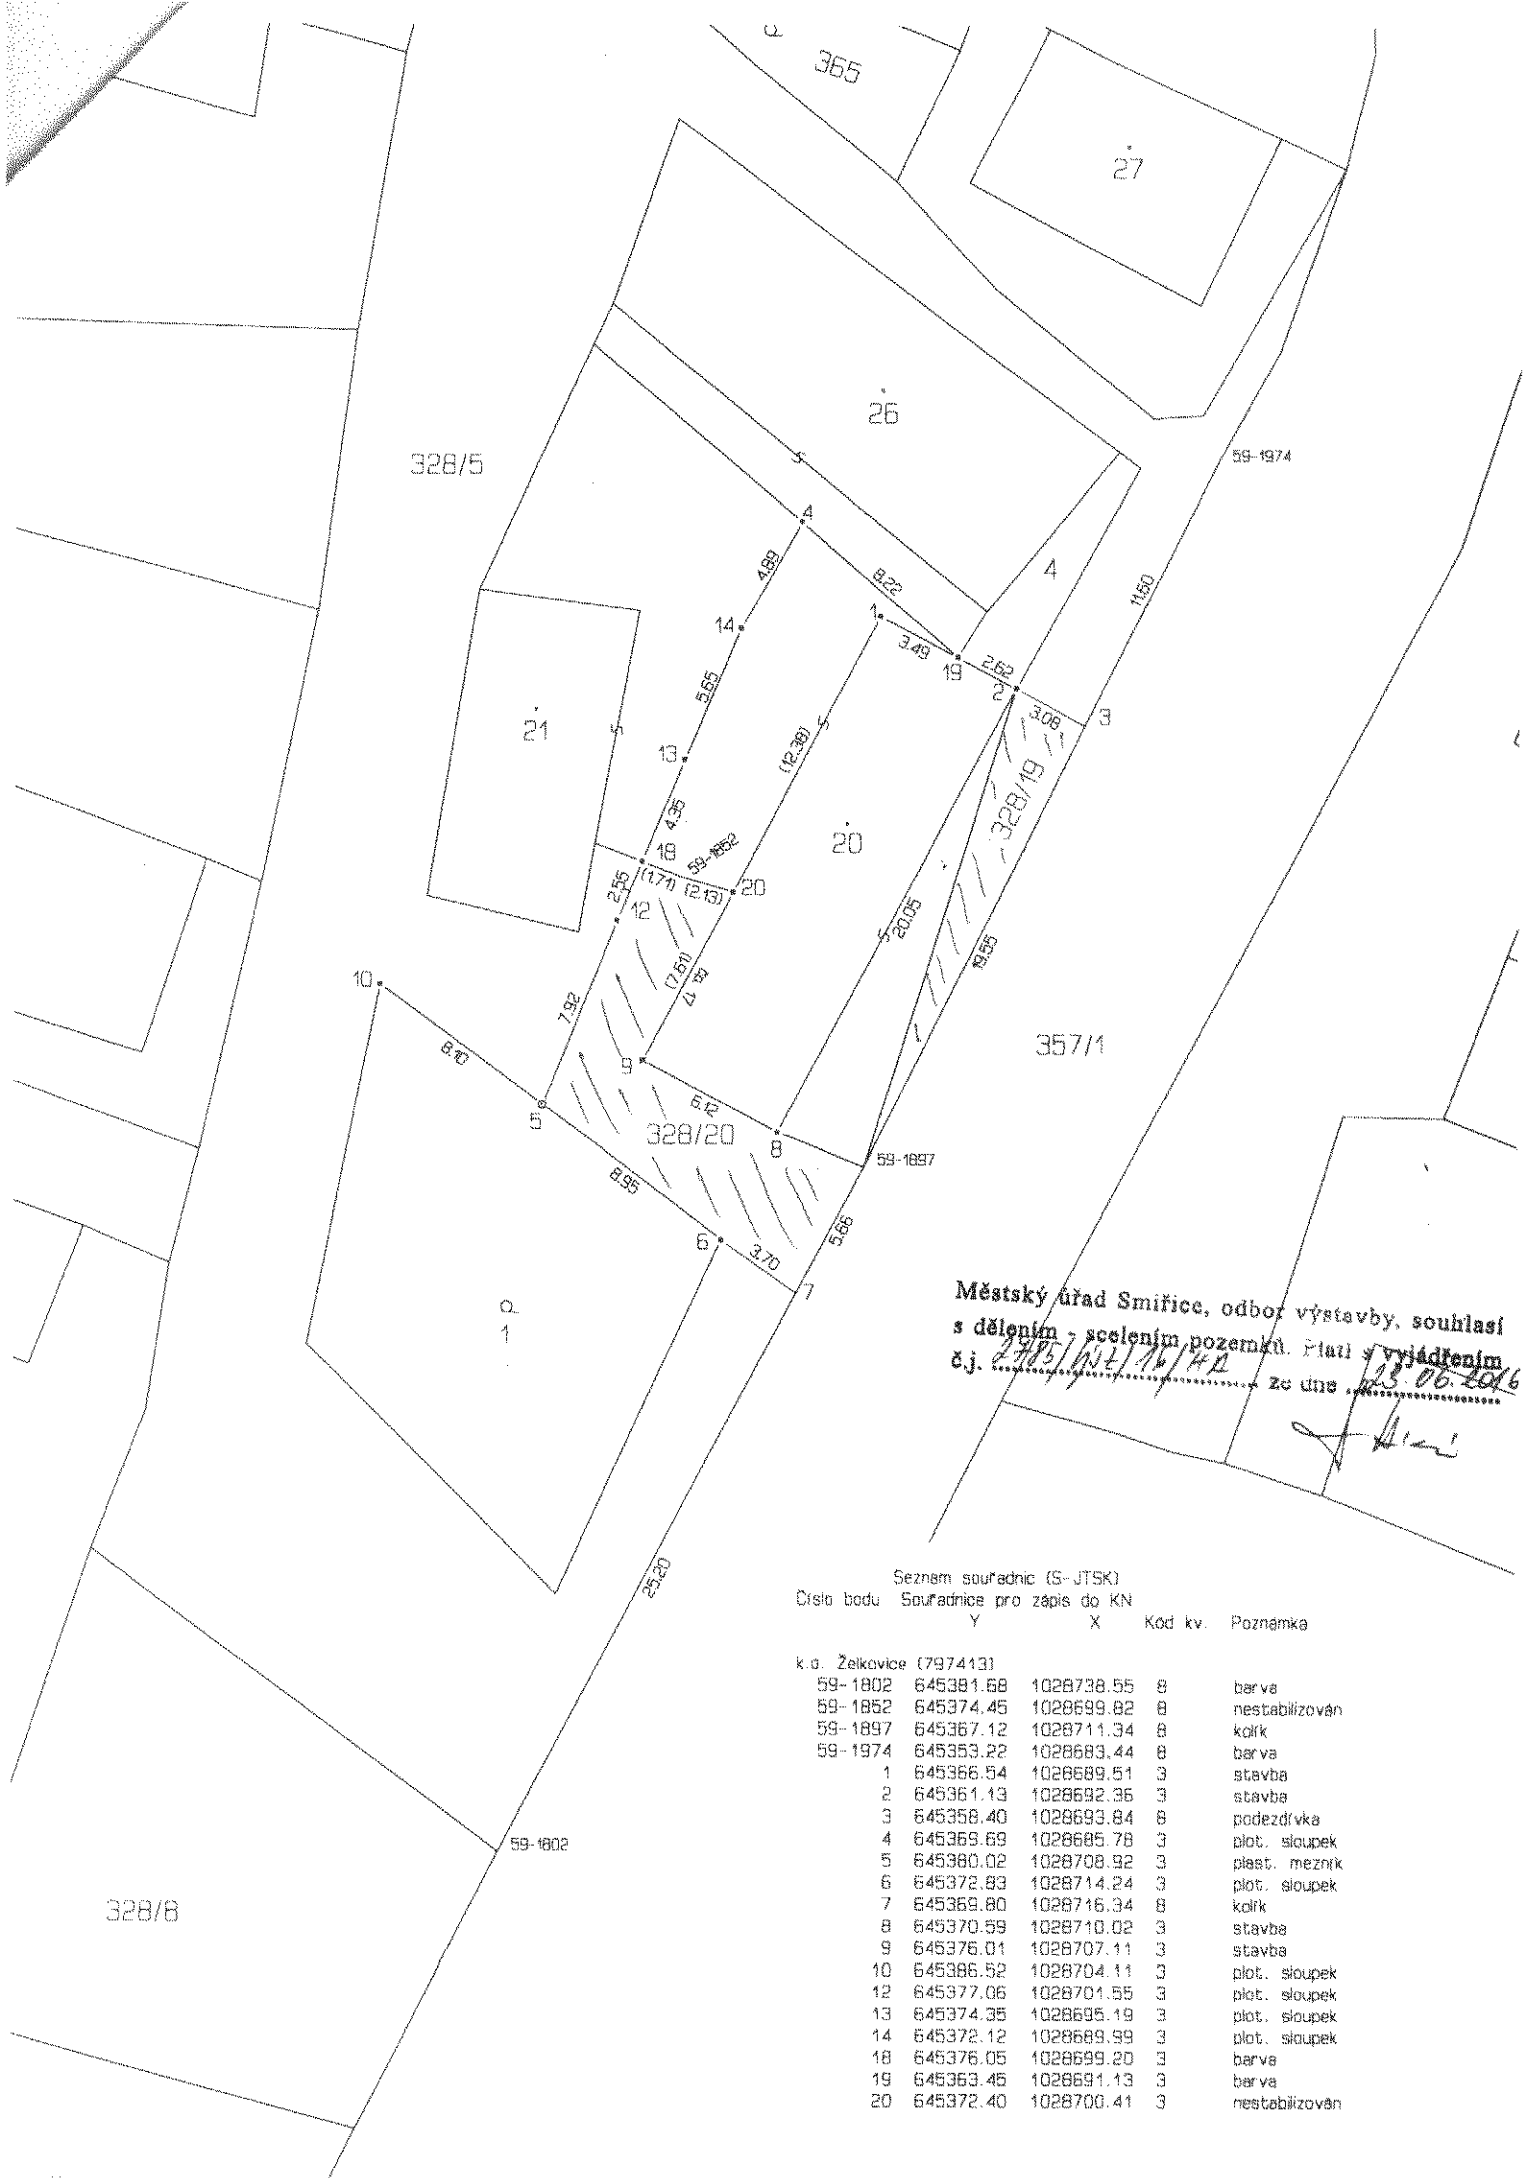 365
27
26
328/5
59-1974
4
4
4.89
8.22
11.50
1
14
3.49
19
2.62
2
3.08
3
5.65
21
(12.38)
13
328/19
4.35
20
18
59-1852
(1.71) (2.13)
20
2.55
12
20.05
19.55
10
7.92
(7.61)
357/1
8.10
9
5
6.12
328/20
8
59-1897
8.95
5.66
6
3.70
7
1
Městský úřad Smiřice, odbor výstavby, souhlasí
s dělením - scelením pozemků. Platí s vyjádřením
č.j. ze dne 23.06.2016
25.20
Seznam souřadnic (S-JTSK)
Číslo bodu Souřadnice pro zápis do KN
Y X Kód kv. Poznámka
k.ú. Želkovice (797413)
59-1802 645381.68 1028738.55 8 barva
59-1852 645374.45 1028699.82 8 nestabilizován
59-1897 645367.12 1028711.34 8 kolík
59-1974 645353.22 1028683.44 8 barva
1 645366.54 1028689.51 3 stavba
2 645361.13 1028692.36 3 stavba
3 645358.40 1028693.84 8 podezdívka
4 645369.69 1028685.78 3 plot. sloupek
5 645380.02 1028708.92 3 plast. mezník
6 645372.83 1028714.24 3 plot. sloupek
7 645369.80 1028716.34 8 kolík
8 645370.59 1028710.02 3 stavba
9 645376.01 1028707.11 3 stavba
10 645386.52 1028704.11 3 plot. sloupek
12 645377.06 1028701.55 3 plot. sloupek
13 645374.35 1028695.19 3 plot. sloupek
14 645372.12 1028689.99 3 plot. sloupek
18 645376.05 1028699.20 3 barva
19 645363.45 1028691.13 3 barva
20 645372.40 1028700.41 3 nestabilizován
59-1802
328/8